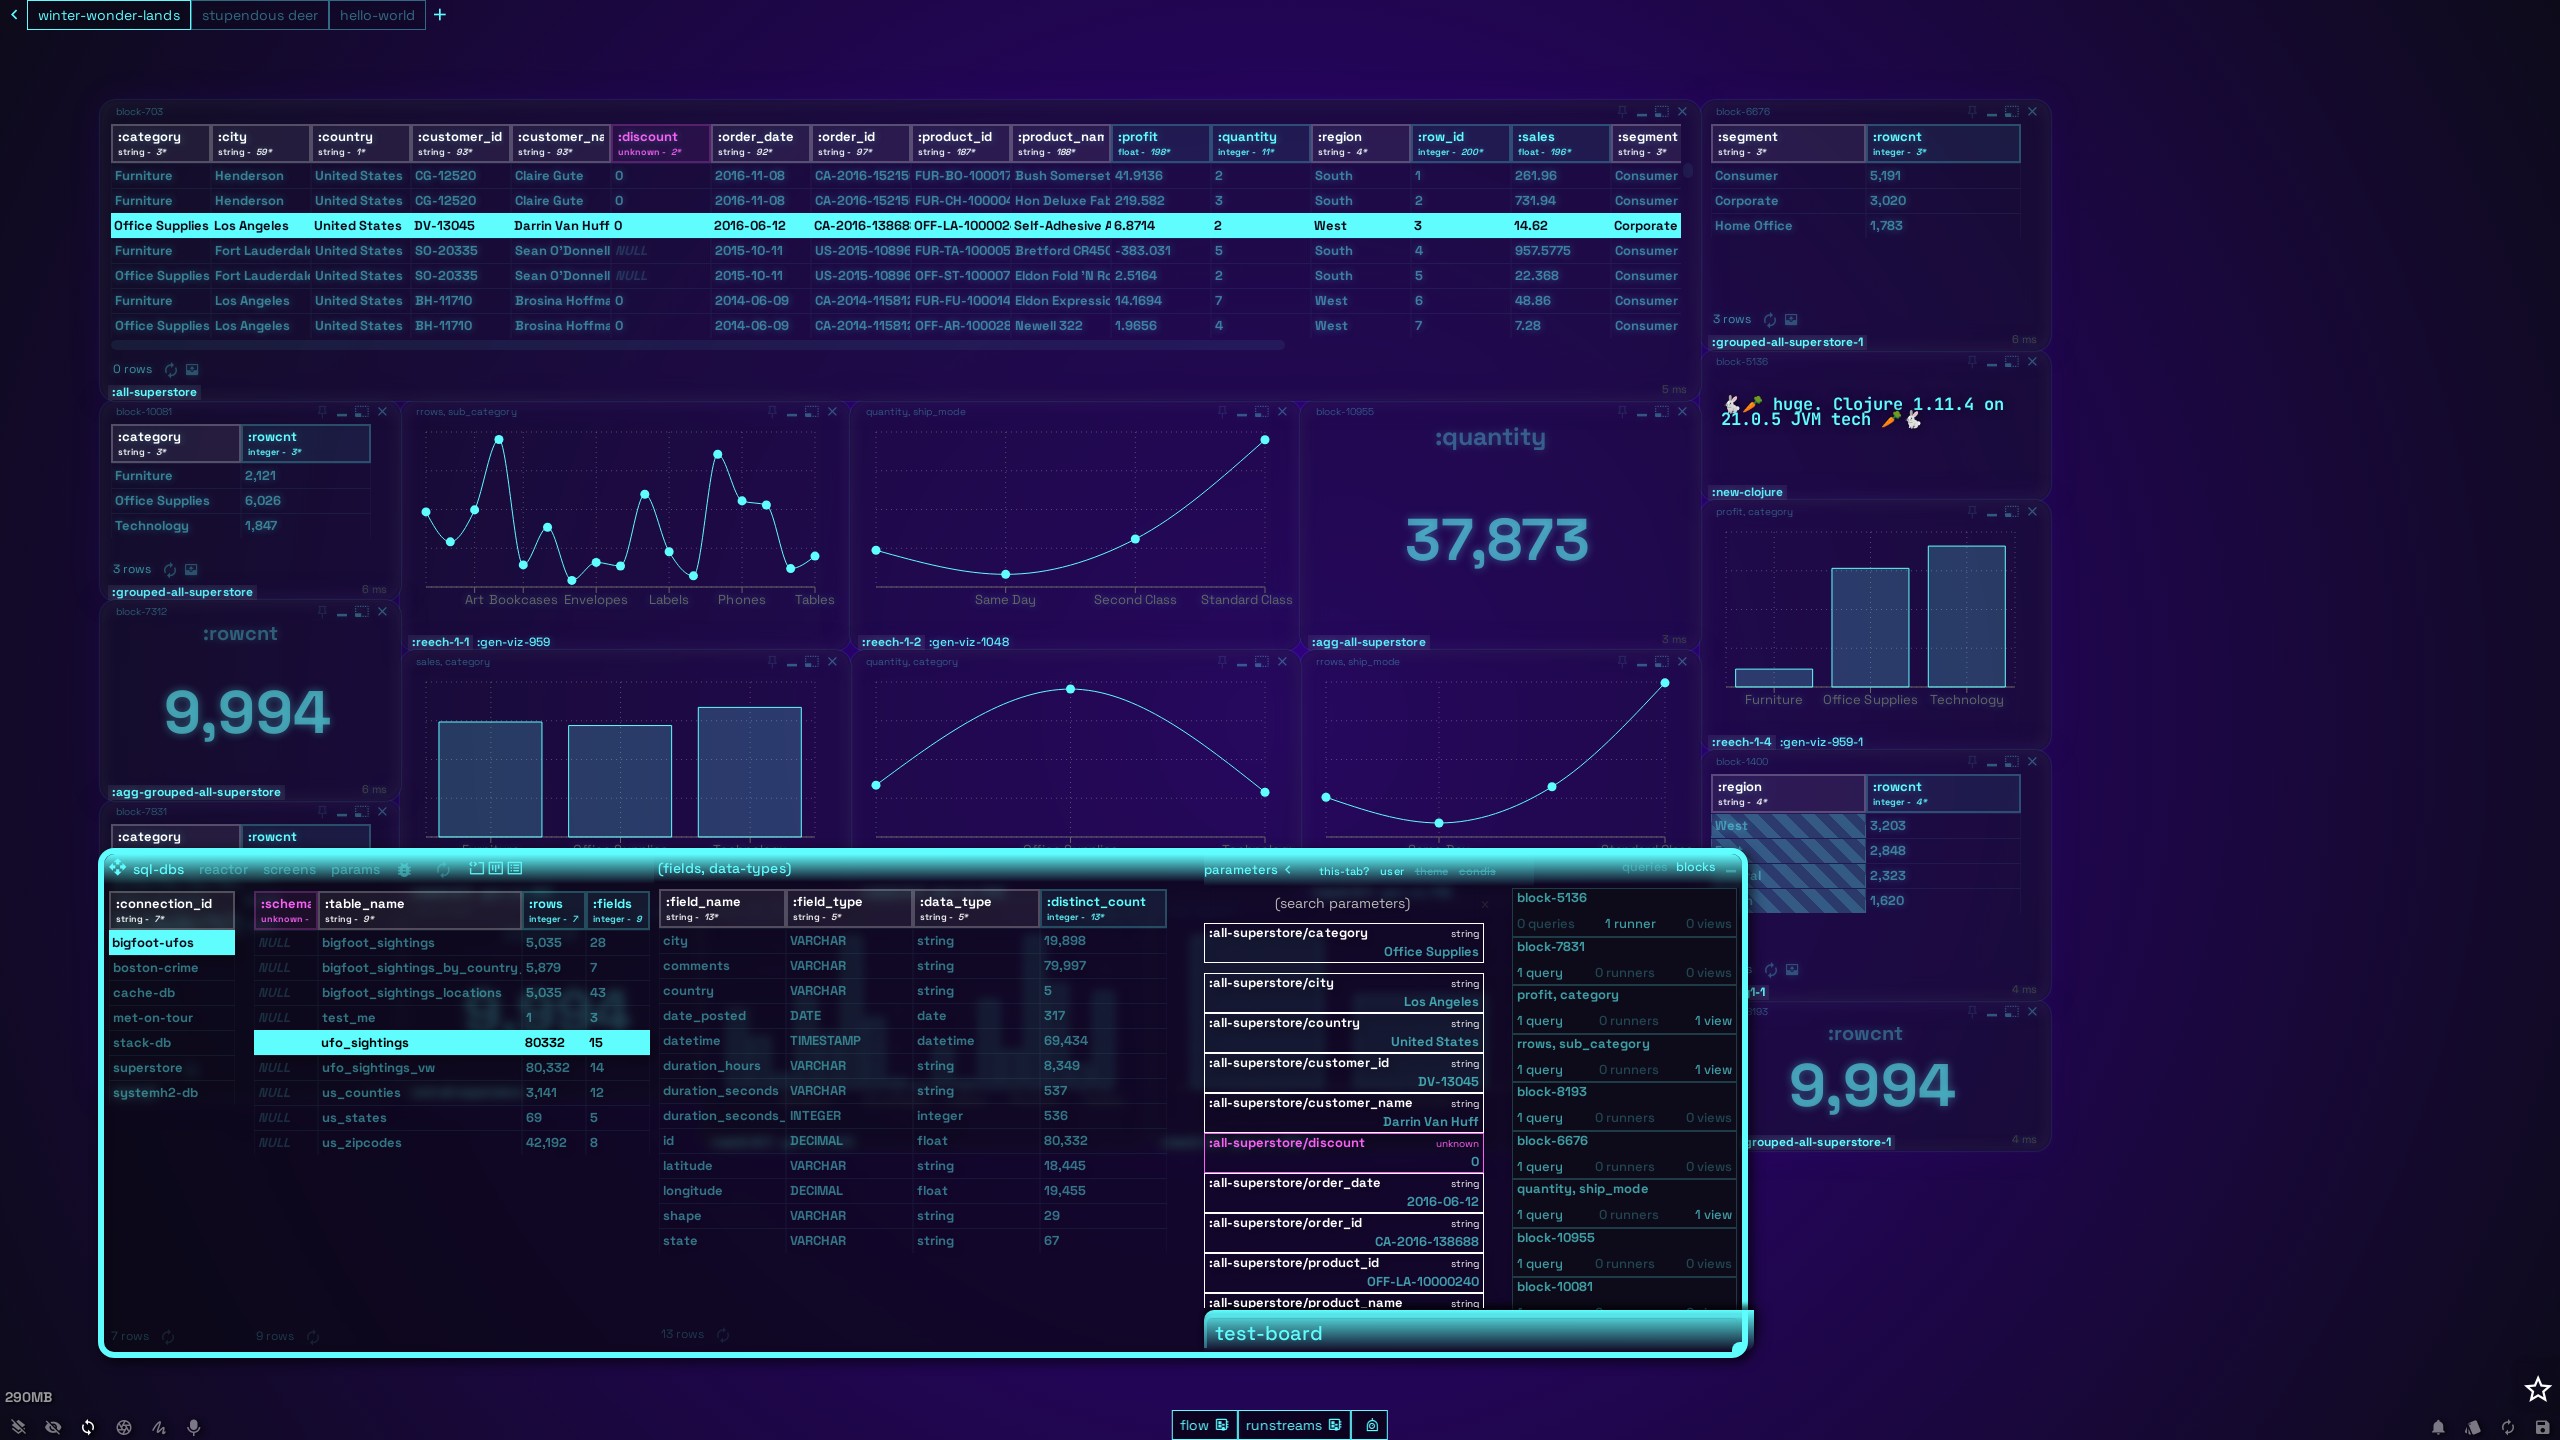 winter-wonder-lands stupendous deer hello-world +
block-703
:category :city :country :customer_id :customer_na :discount :order_date :order_id :product_id :product_nam :profit :quantity :region :row_id :sales :segment
string - 3* string - 59* string - 1* string - 93* string - 93* unknown - 2* string - 92* string - 97* string - 187* string - 188* float - 198* integer - 11* string - 4* integer - 200* float - 196* string - 3*
Furniture Henderson United States CG-12520 Claire Gute 0 2016-11-08 CA-2016-15215 FUR-BO-100017 Bush Somerset 41.9136 2 South 1 261.96 Consumer
Furniture Henderson United States CG-12520 Claire Gute 0 2016-11-08 CA-2016-15215 FUR-CH-100004 Hon Deluxe Fab 219.582 3 South 2 731.94 Consumer
Office Supplies Los Angeles United States DV-13045 Darrin Van Huff 0 2016-06-12 CA-2016-13868 OFF-LA-100002 Self-Adhesive A 6.8714 2 West 3 14.62 Corporate
Furniture Fort Lauderdale United States SO-20335 Sean O'Donnell NULL 2015-10-11 US-2015-10896 FUR-TA-100005 Bretford CR450 -383.031 5 South 4 957.5775 Consumer
Office Supplies Fort Lauderdale United States SO-20335 Sean O'Donnell NULL 2015-10-11 US-2015-10896 OFF-ST-100007 Eldon Fold 'N Ro 2.5164 2 South 5 22.368 Consumer
Furniture Los Angeles United States BH-11710 Brosina Hoffma 0 2014-06-09 CA-2014-115812 FUR-FU-100014 Eldon Expressio 14.1694 7 West 6 48.86 Consumer
Office Supplies Los Angeles United States BH-11710 Brosina Hoffma 0 2014-06-09 CA-2014-115812 OFF-AR-100028 Newell 322 1.9656 4 West 7 7.28 Consumer
0 rows
5 ms
:all-superstore
block-6676
:segment :rowcnt
string - 3* integer - 3*
Consumer 5,191
Corporate 3,020
Home Office 1,783
3 rows
6 ms
:grouped-all-superstore-1
block-5136
🐇🥕 huge. Clojure 1.11.4 on
21.0.5 JVM tech 🥕🐇
:new-clojure
block-10081
:category :rowcnt
string - 3* integer - 3*
Furniture 2,121
Office Supplies 6,026
Technology 1,847
3 rows
6 ms
:grouped-all-superstore
rrows, sub_category
Art Bookcases Envelopes Labels Phones Tables
:reech-1-1 :gen-viz-959
quantity, ship_mode
Same Day Second Class Standard Class
:reech-1-2 :gen-viz-1048
block-10955
:quantity
37,873
3 ms
:agg-all-superstore
profit, category
Furniture Office Supplies Technology
:reech-1-4 :gen-viz-959-1
block-7312
:rowcnt
9,994
6 ms
:agg-grouped-all-superstore
sales, category
quantity, category
rrows, ship_mode
block-1400
:region :rowcnt
string - 4* integer - 4*
West 3,203
2,848
2,323
1,620
4 ms
:rowcnt
9,994
4 ms
grouped-all-superstore-1
block-7831
:category :rowcnt
sql-dbs reactor screens params
:connection_id
string - 7*
bigfoot-ufos
boston-crime
cache-db
met-on-tour
stack-db
superstore
systemh2-db
7 rows
:schema :table_name :rows :fields
unknown - string - 9* integer - 7 integer - 9
NULL bigfoot_sightings 5,035 28
NULL bigfoot_sightings_by_country_ 5,879 7
NULL bigfoot_sightings_locations 5,035 43
NULL test_me 1 3
ufo_sightings 80332 15
NULL ufo_sightings_vw 80,332 14
NULL us_counties 3,141 12
NULL us_states 69 5
NULL us_zipcodes 42,192 8
9 rows
(fields, data-types)
:field_name :field_type :data_type :distinct_count
string - 13* string - 5* string - 5* integer - 13*
city VARCHAR string 19,898
comments VARCHAR string 79,997
country VARCHAR string 5
date_posted DATE date 317
datetime TIMESTAMP datetime 69,434
duration_hours VARCHAR string 8,349
duration_seconds VARCHAR string 537
duration_seconds_ INTEGER integer 536
id DECIMAL float 80,332
latitude VARCHAR string 18,445
longitude DECIMAL float 19,455
shape VARCHAR string 29
state VARCHAR string 67
13 rows
parameters < this-tab? user theme condis
(search parameters) x
:all-superstore/category string
Office Supplies
:all-superstore/city string
Los Angeles
:all-superstore/country string
United States
:all-superstore/customer_id string
DV-13045
:all-superstore/customer_name string
Darrin Van Huff
:all-superstore/discount unknown
0
:all-superstore/order_date string
2016-06-12
:all-superstore/order_id string
CA-2016-138688
:all-superstore/product_id string
OFF-LA-10000240
:all-superstore/product_name string
queries blocks
block-5136
0 queries 1 runner 0 views
block-7831
1 query 0 runners 0 views
profit, category
1 query 0 runners 1 view
rrows, sub_category
1 query 0 runners 1 view
block-8193
1 query 0 runners 0 views
block-6676
1 query 0 runners 0 views
quantity, ship_mode
1 query 0 runners 1 view
block-10955
1 query 0 runners 0 views
block-10081
test-board
290MB
flow runstreams